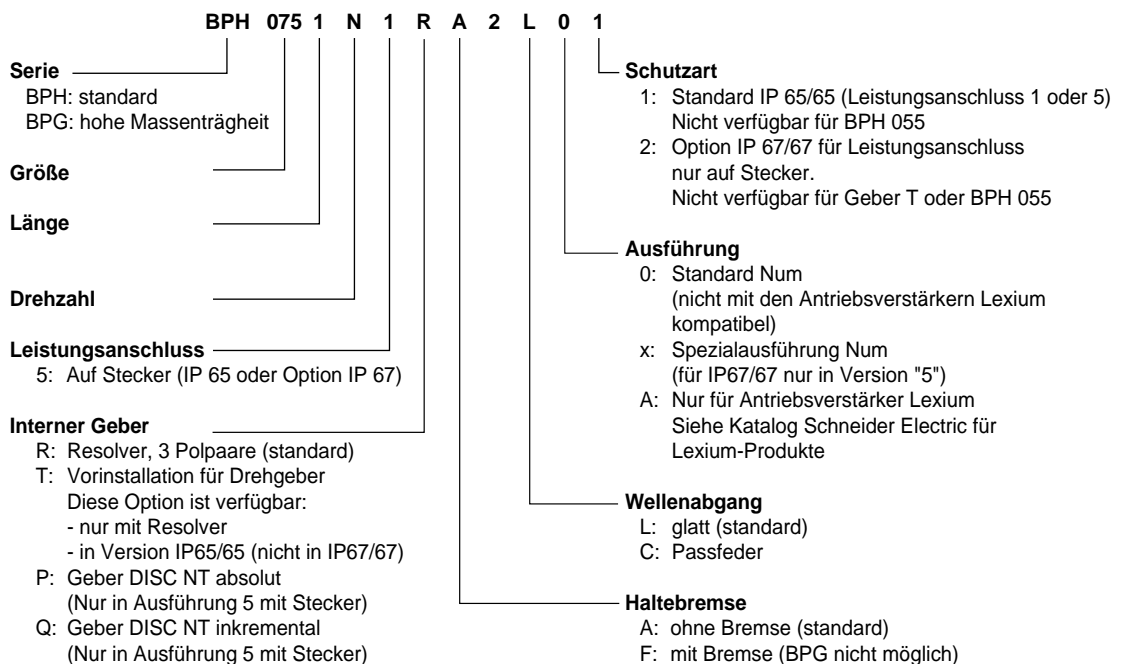 BPH 075 1 N 1 R A 2 L 0 1
Serie
BPH: standard
BPG: hohe Massenträgheit
Größe
Länge
Drehzahl
Leistungsanschluss
5: Auf Stecker (IP 65 oder Option IP 67)
Interner Geber
R: Resolver, 3 Polpaare (standard)
T: Vorinstallation für Drehgeber
Diese Option ist verfügbar:
- nur mit Resolver
- in Version IP65/65 (nicht in IP67/67)
P: Geber DISC NT absolut
(Nur in Ausführung 5 mit Stecker)
Q: Geber DISC NT inkremental
(Nur in Ausführung 5 mit Stecker)
Schutzart
1: Standard IP 65/65 (Leistungsanschluss 1 oder 5)
Nicht verfügbar für BPH 055
2: Option IP 67/67 für Leistungsanschluss
nur auf Stecker.
Nicht verfügbar für Geber T oder BPH 055
Ausführung
0: Standard Num
(nicht mit den Antriebsverstärkern Lexium
kompatibel)
x: Spezialausführung Num
(für IP67/67 nur in Version "5")
A: Nur für Antriebsverstärker Lexium
Siehe Katalog Schneider Electric für
Lexium-Produkte
Wellenabgang
L: glatt (standard)
C: Passfeder
Haltebremse
A: ohne Bremse (standard)
F: mit Bremse (BPG nicht möglich)